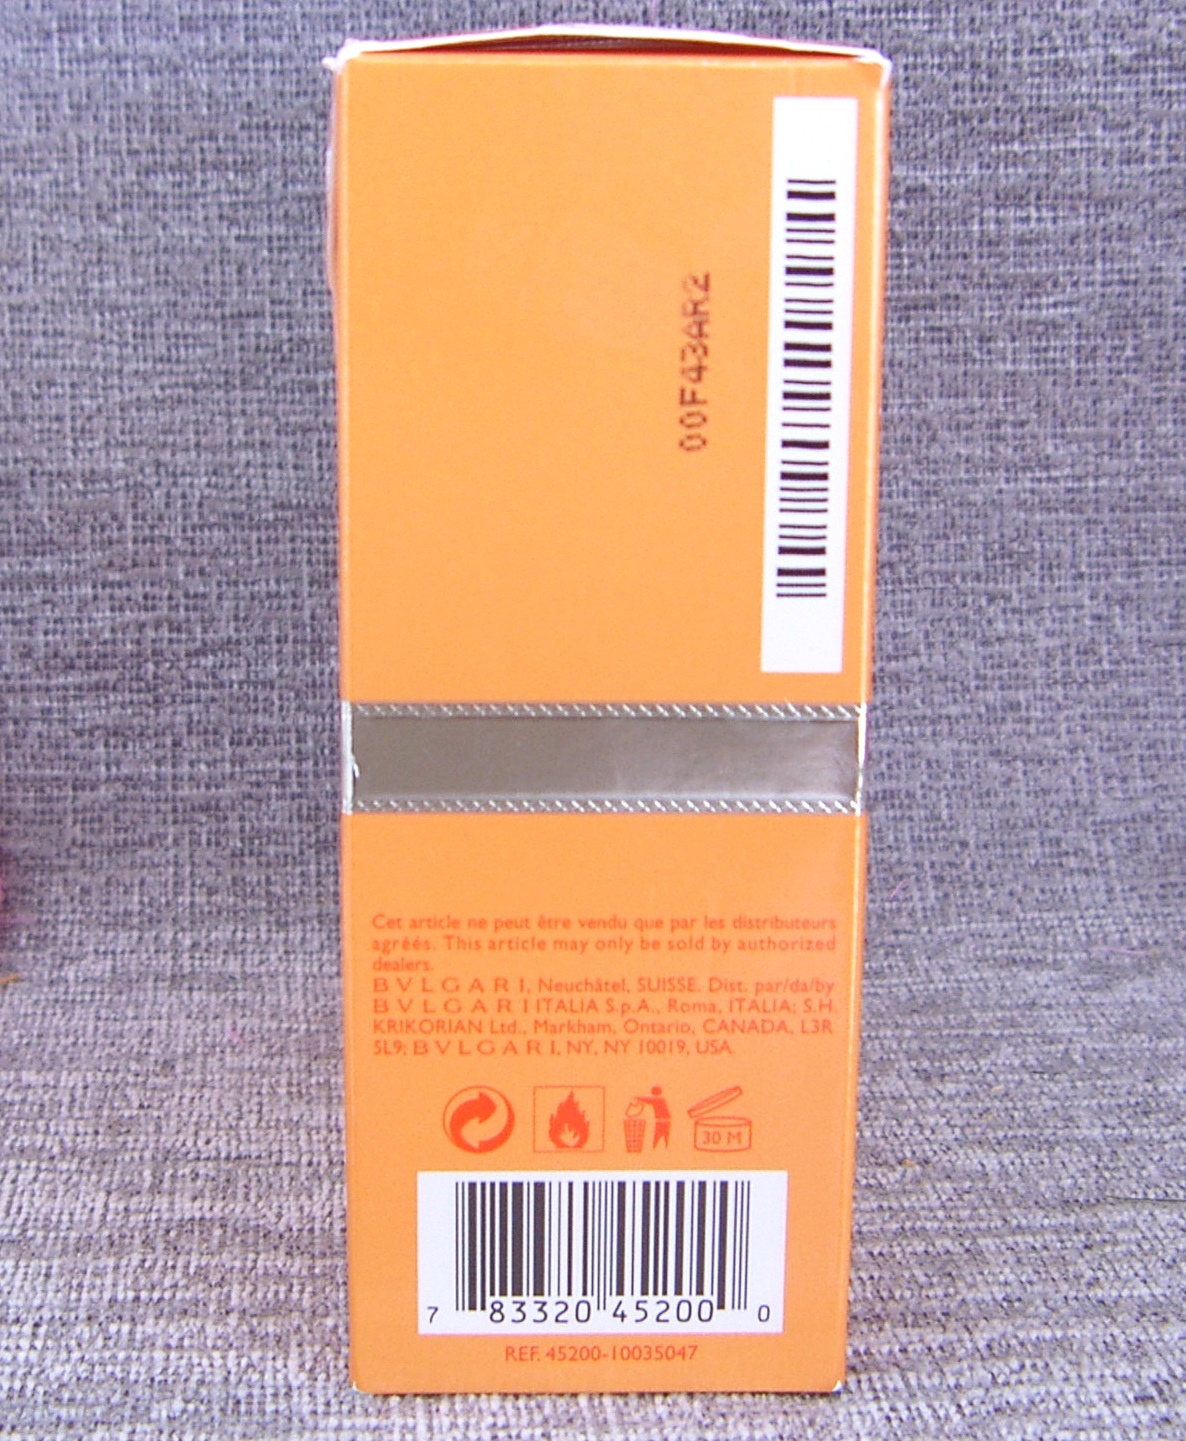 00F43AR2
Cet article ne peut être vendu que par les distributeurs
agréés. This article may only be sold by authorized
dealers.
BVLGARI, Neuchâtel, SUISSE. Dist. par/da/by
BVLGARI ITALIA S.p.A., Roma, ITALIA; S.H.
KRIKORIAN Ltd., Markham, Ontario, CANADA, L3R
5L9; BVLGARI, NY, NY 10019, USA.
30 M
7 83320 45200 0
REF. 45200-10035047